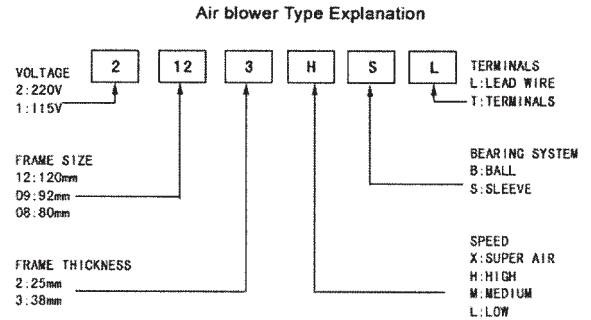 Air blower Type Explanation
2 12 3 H S L
VOLTAGE
2:220V
1:115V
FRAME SIZE
12:120mm
09:92mm
08:80mm
FRAME THICKNESS
2:25mm
3:38mm
TERMINALS
L:LEAD WIRE
T:TERMINALS
BEARING SYSTEM
B:BALL
S:SLEEVE
SPEED
X:SUPER AIR
H:HIGH
M:MEDIUM
L:LOW